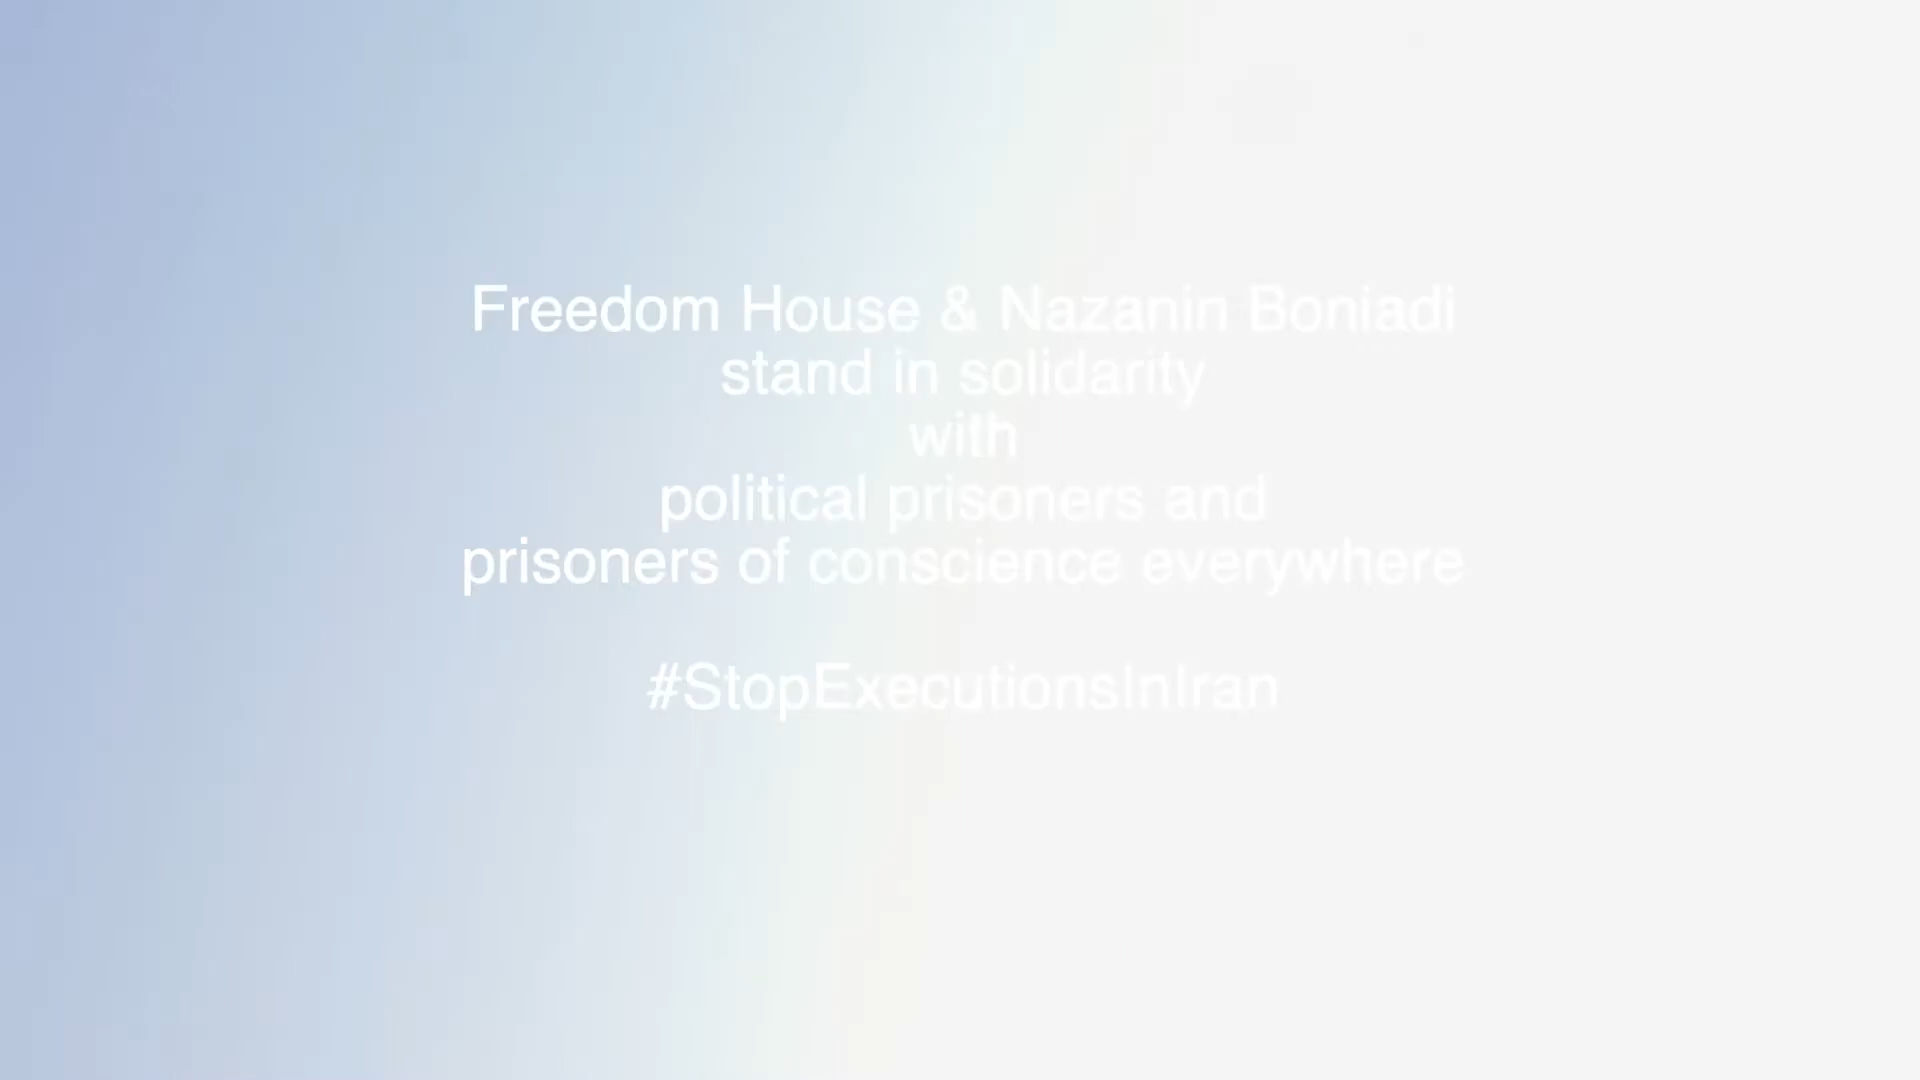 Freedom House & Nazanin Boniadi
stand in solidarity
with
political prisoners and
prisoners of conscience everywhere
#StopExecutionsInIran